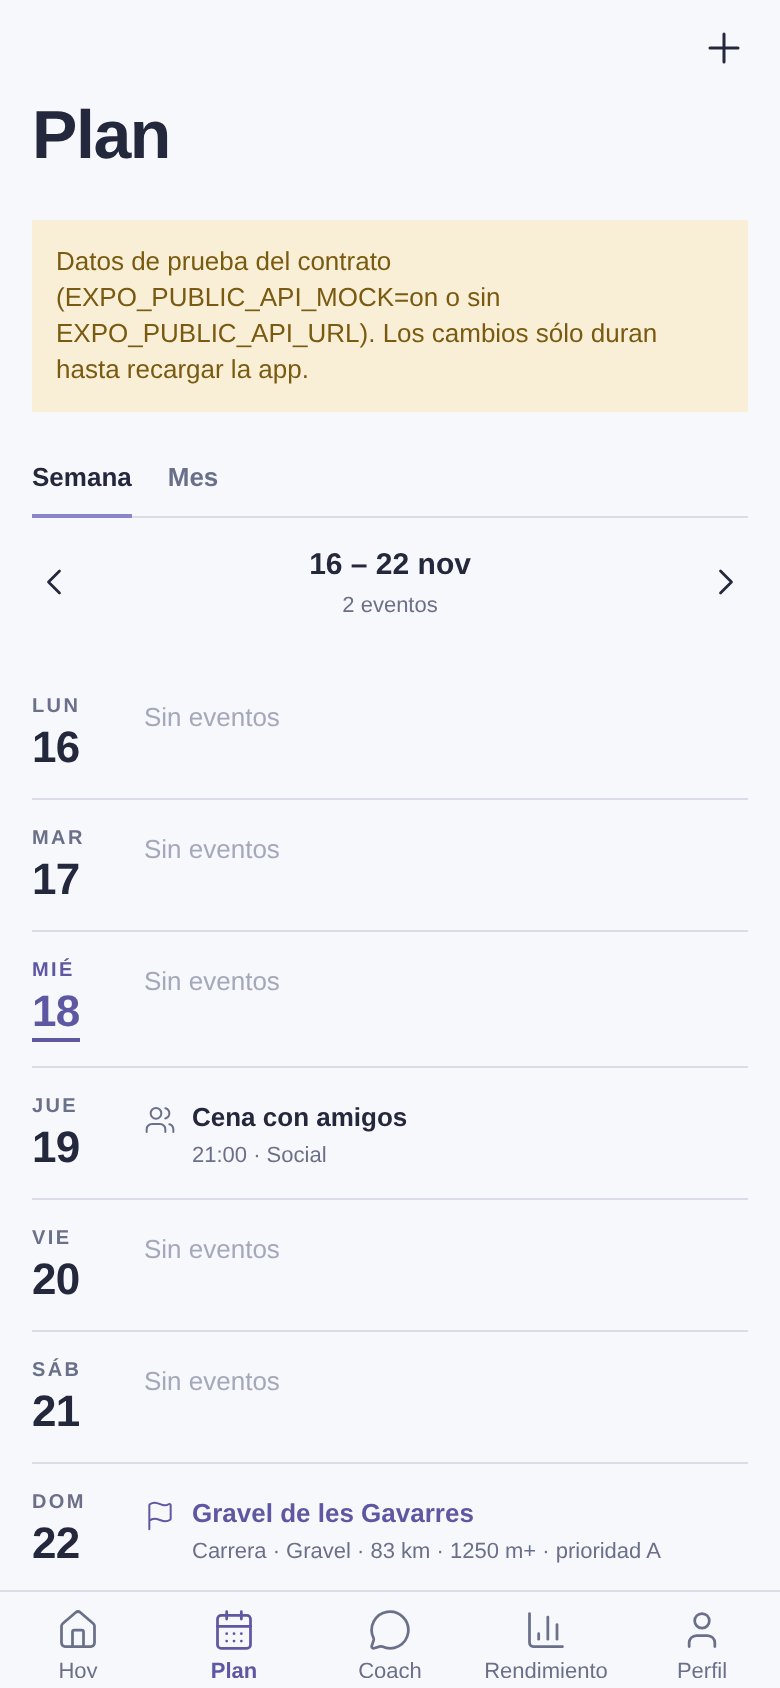 Plan
Datos de prueba del contrato
(EXPO_PUBLIC_API_MOCK=on o sin
EXPO_PUBLIC_API_URL). Los cambios sólo duran
hasta recargar la app.
Semana Mes
16 – 22 nov
2 eventos
LUN
16
Sin eventos
MAR
17
Sin eventos
MIÉ
18
Sin eventos
JUE
19
Cena con amigos
21:00 · Social
VIE
20
Sin eventos
SÁB
21
Sin eventos
DOM
22
Gravel de les Gavarres
Carrera · Gravel · 83 km · 1250 m+ · prioridad A
Hov Plan Coach Rendimiento Perfil